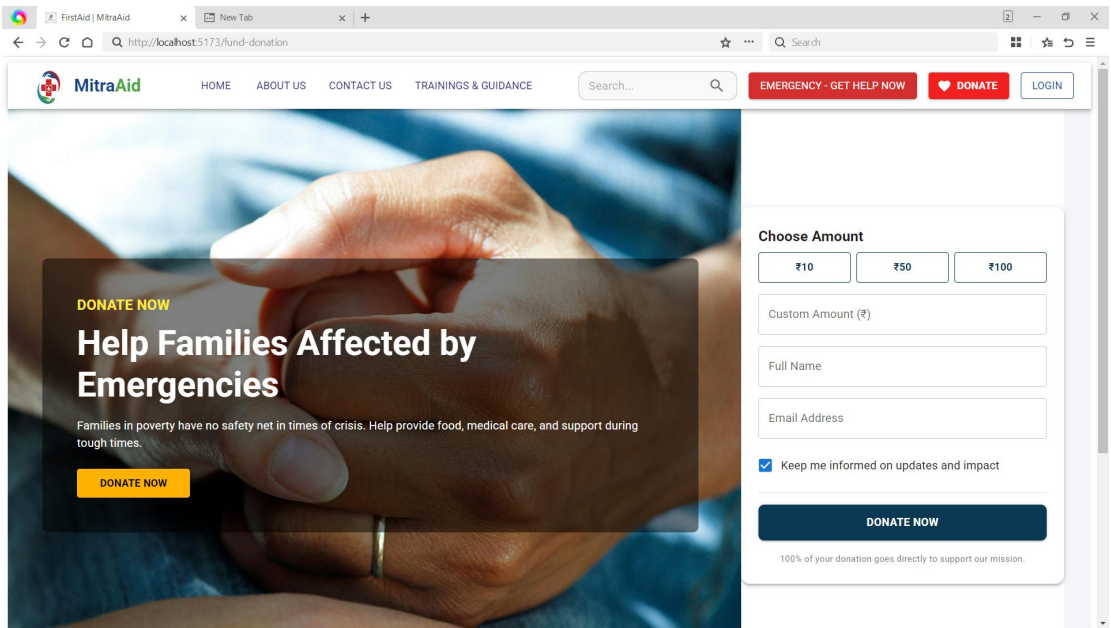 FirstAid | MitraAid
New Tab
2
http://localhost:5173/fund-donation
Search
MitraAid
HOME
ABOUT US
CONTACT US
TRAININGS & GUIDANCE
Search...
EMERGENCY - GET HELP NOW
DONATE
LOGIN
DONATE NOW
Help Families Affected by
Emergencies
Families in poverty have no safety net in times of crisis. Help provide food, medical care, and support during
tough times.
DONATE NOW
Choose Amount
₹10
₹50
₹100
Custom Amount (₹)
Full Name
Email Address
Keep me informed on updates and impact
DONATE NOW
100% of your donation goes directly to support our mission.